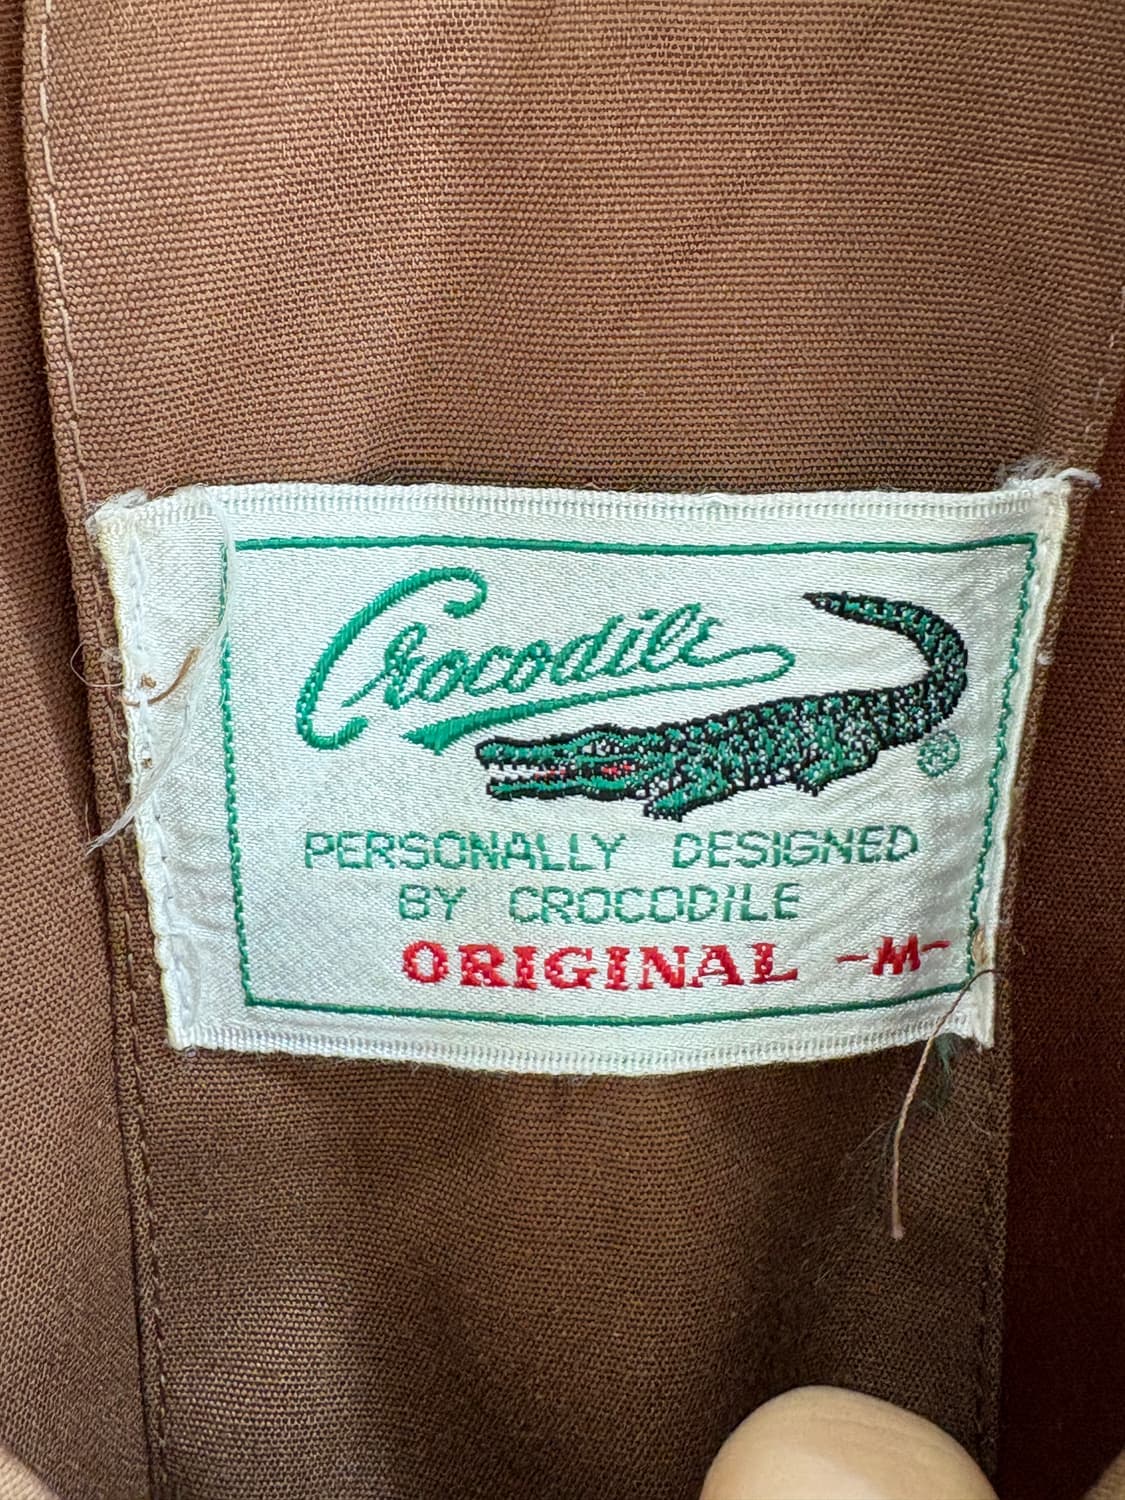 Crocodile ®
PERSONALLY DESIGNED
BY CROCODILE
ORIGINAL -M-